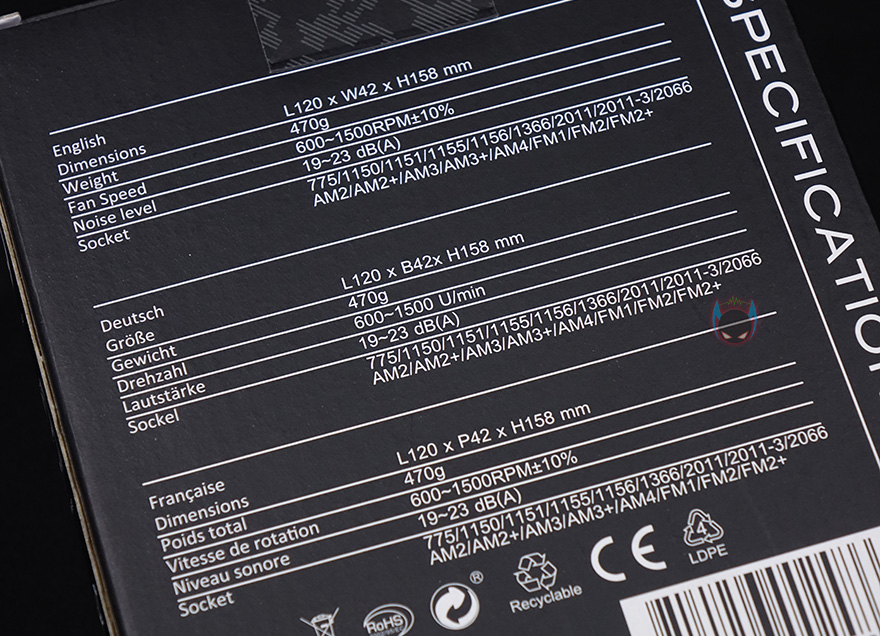 SPECIFICATION
English
Dimensions L120 x W42 x H158 mm
Weight 470g
Fan Speed 600~1500RPM±10%
Noise level 19~23 dB(A)
Socket 775/1150/1151/1155/1156/1366/2011/2011-3/2066
AM2/AM2+/AM3/AM3+/AM4/FM1/FM2/FM2+
Deutsch
Größe L120 x B42x H158 mm
Gewicht 470g
Drehzahl 600~1500 U/min
Lautstärke 19~23 dB(A)
Sockel 775/1150/1151/1155/1156/1366/2011/2011-3/2066
AM2/AM2+/AM3/AM3+/AM4/FM1/FM2/FM2+
Française
Dimensions L120 x P42 x H158 mm
Poids total 470g
Vitesse de rotation 600~1500RPM±10%
Niveau sonore 19~23 dB(A)
Socket 775/1150/1151/1155/1156/1366/2011/2011-3/2066
AM2/AM2+/AM3/AM3+/AM4/FM1/FM2/FM2+
RoHS
®
Recyclable
CE
4
LDPE